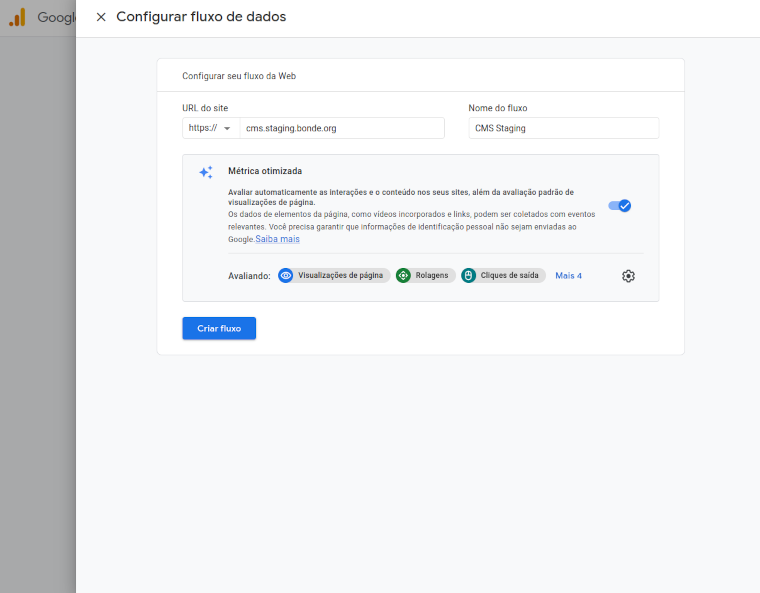 Configurar fluxo de dados
Configurar seu fluxo da Web
URL do site
Nome do fluxo
https://
cms.staging.bonde.org
CMS Staging
Métrica otimizada
Avaliar automaticamente as interações e o conteúdo nos seus sites, além da avaliação padrão de
visualizações de página.
Os dados de elementos da página, como vídeos incorporados e links, podem ser coletados com eventos
relevantes. Você precisa garantir que informações de identificação pessoal não sejam enviadas ao
Google.Saiba mais
Avaliando: Visualizações de página Rolagens Cliques de saída Mais 4
Criar fluxo